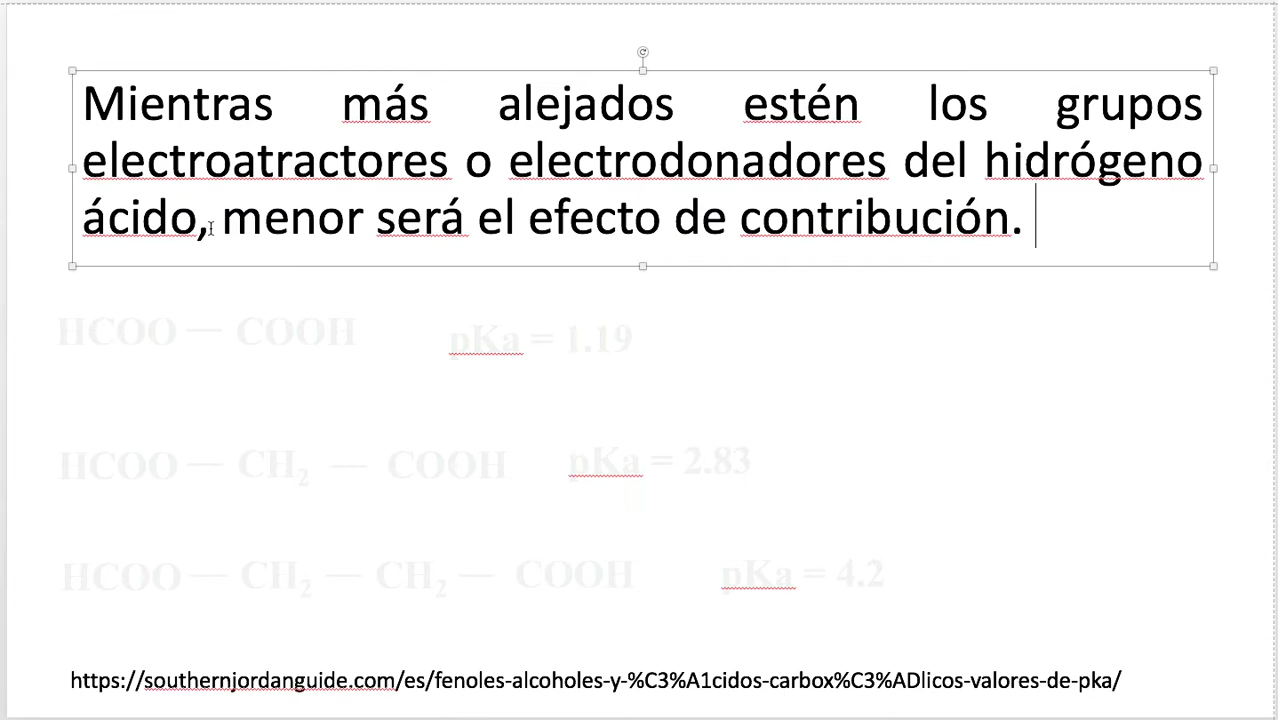 Mientras más alejados estén los grupos
electroatractores o electrodonadores del hidrógeno
ácido, menor será el efecto de contribución.
HCOO — COOH pKa = 1.19
HCOO — CH2 — COOH pKa = 2.83
HCOO — CH2 — CH2 — COOH pKa = 4.2
https://southernjordanguide.com/es/fenoles-alcoholes-y-%C3%A1cidos-carbox%C3%ADlicos-valores-de-pka/